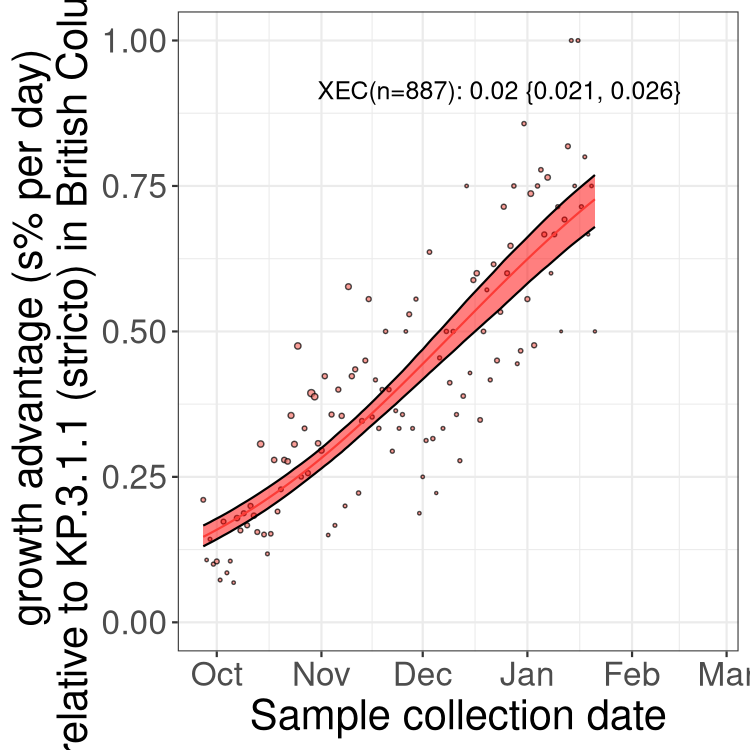 growth advantage (s% per day)
relative to KP.3.1.1 (stricto) in British Colu
1.00
0.75
0.50
0.25
0.00
XEC(n=887): 0.02 {0.021, 0.026}
Oct Nov Dec Jan Feb Mar
Sample collection date